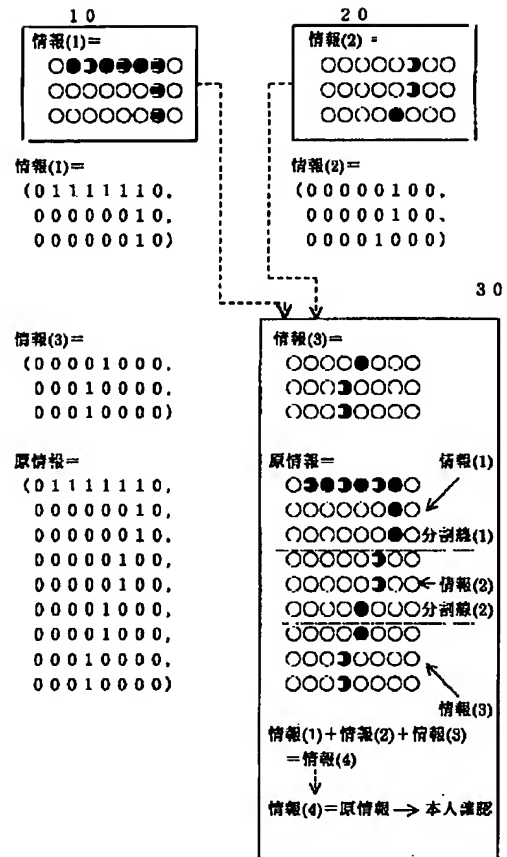 10
20
情報(1)=
○●●●●●●○
○○○○○○●○
○○○○○○●○
情報(2)=
○○○○○●○○
○○○○○●○○
○○○○●○○○
情報(1)=
(01111110,
00000010,
00000010)
情報(2)=
(00000100,
00000100,
00001000)
30
情報(3)=
(00001000,
00010000,
00010000)
情報(3)=
○○○○●○○○
○○○●○○○○
○○○●○○○○
原情報=
(01111110,
00000010,
00000010,
00000100,
00000100,
00001000,
00001000,
00010000,
00010000)
原情報= 情報(1)
○●●●●●●○
○○○○○○●○
○○○○○○●○分割線(1)
○○○○○●○○
○○○○○●○○←情報(2)
○○○○●○○○分割線(2)
○○○○●○○○
○○○●○○○○
○○○●○○○○
情報(3)
情報(1)+情報(2)+情報(3)
=情報(4)
情報(4)=原情報→本人確認